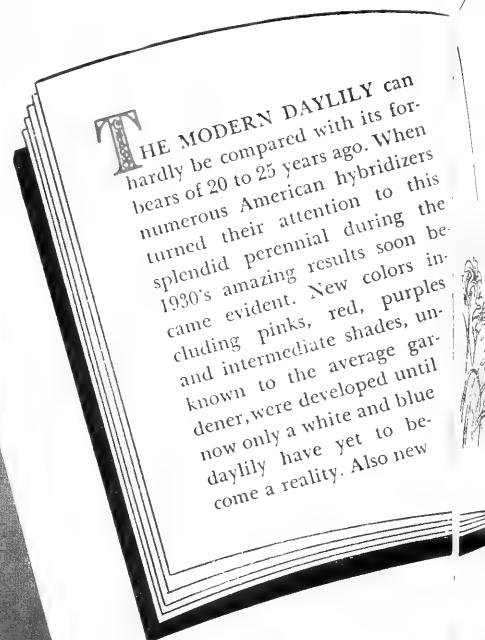 THE MODERN DAYLILY can
hardly be compared with its for-
bears of 20 to 25 years ago. When
numerous American hybridizers
turned their attention to this
splendid perennial during the
1930's amazing results soon be-
came evident. New colors in-
cluding pinks, red, purples
and intermediate shades, un-
known to the average gar-
dener, were developed until
now only a white and blue
daylily have yet to be-
come a reality. Also new